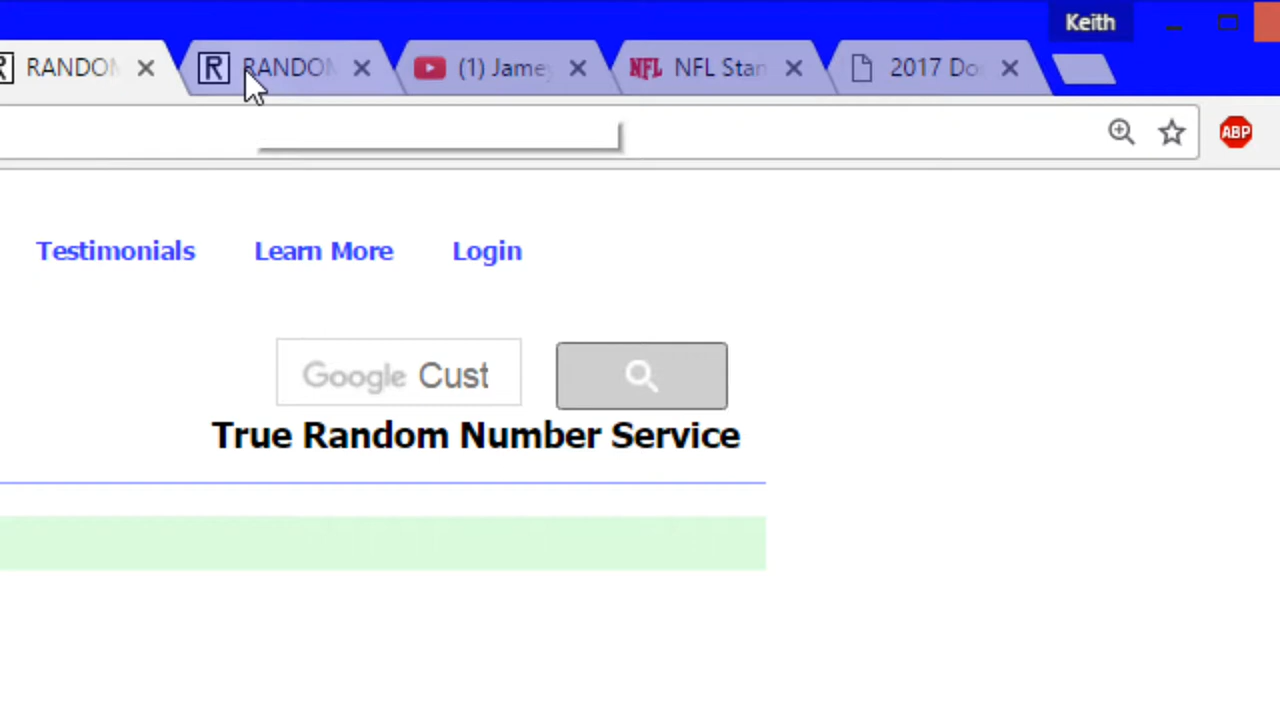 Keith
RANDOM
RANDOM
(1) Jame
NFL NFL Stan
2017 Do
ABP
Testimonials Learn More Login
Google Cust
True Random Number Service